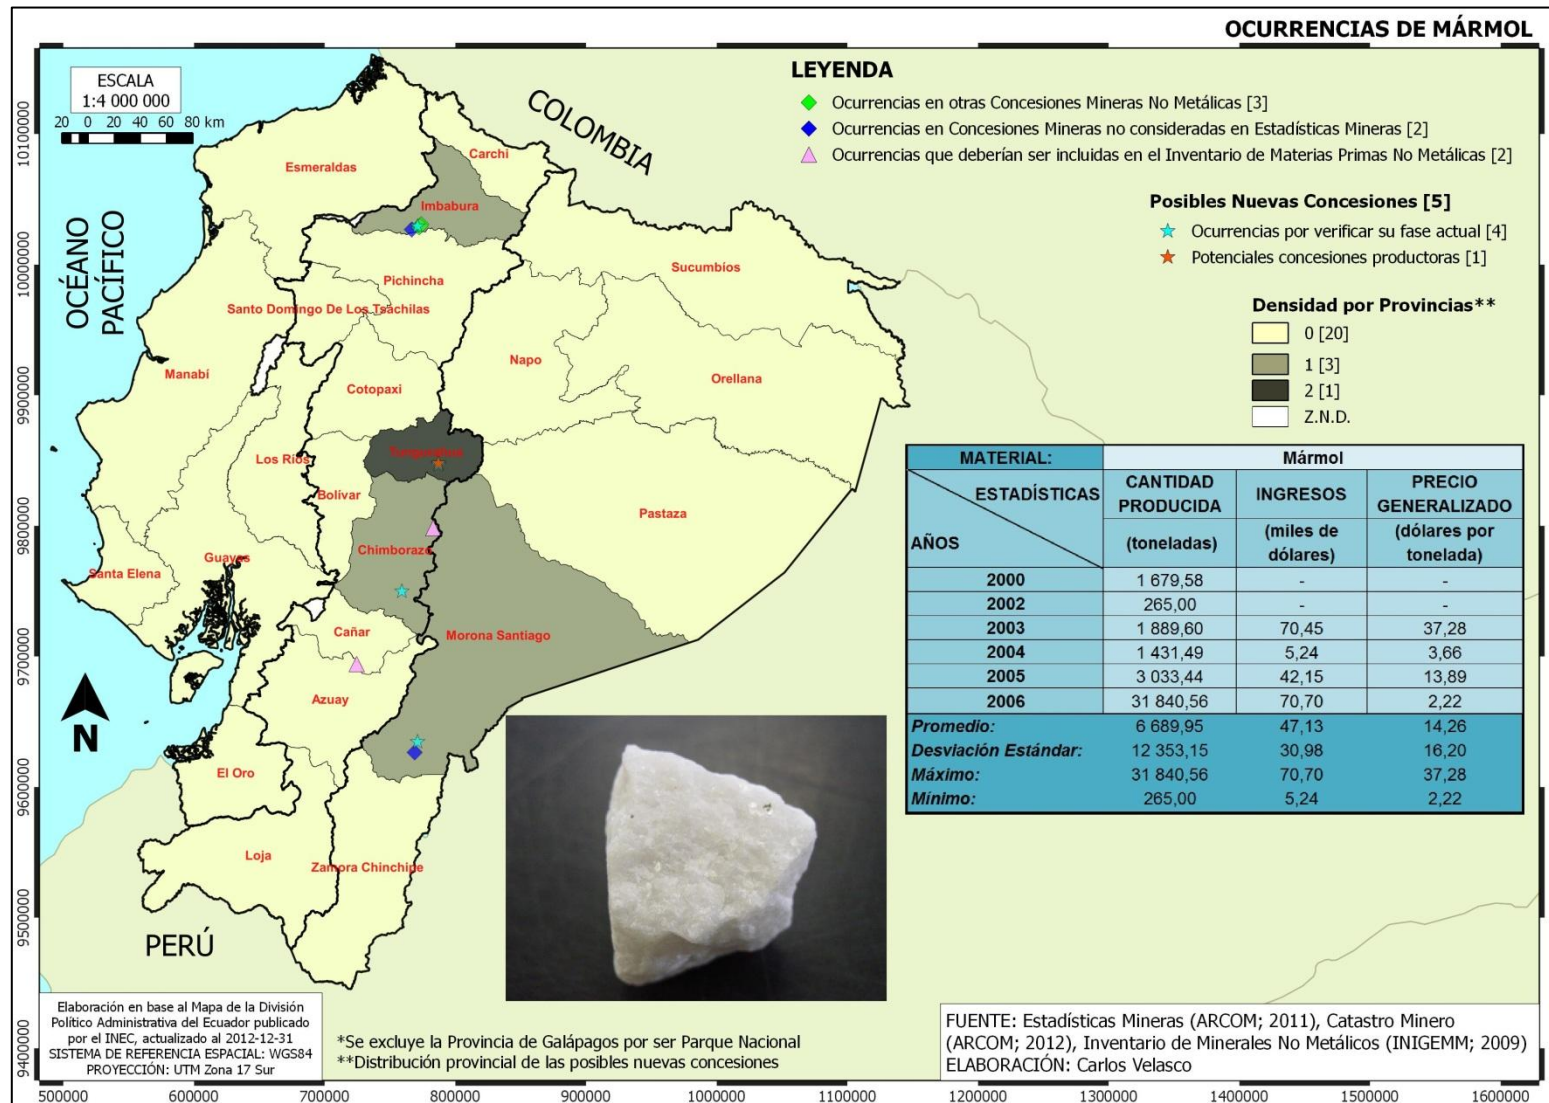 OCURRENCIAS DE MÁRMOL
ESCALA
1:4 000 000
20 0 20 40 60 80 km
LEYENDA
Ocurrencias en otras Concesiones Mineras No Metálicas [3]
Ocurrencias en Concesiones Mineras no consideradas en Estadísticas Mineras [2]
Ocurrencias que deberían ser incluidas en el Inventario de Materias Primas No Metálicas [2]
Posibles Nuevas Concesiones [5]
Ocurrencias por verificar su fase actual [4]
Potenciales concesiones productoras [1]
Densidad por Provincias**
0 [20]
1 [3]
2 [1]
Z.N.D.
COLOMBIA
OCÉANO
PACÍFICO
PERÚ
N
Esmeraldas
Carchi
Imbabura
Pichincha
Sucumbíos
Santo Domingo De Los Tsáchilas
Napo
Orellana
Manabí
Cotopaxi
Tungurahua
Los Ríos
Bolívar
Pastaza
Chimborazo
Guayas
Santa Elena
Cañar
Morona Santiago
Azuay
El Oro
Loja
Zamora Chinchipe
MATERIAL: Mármol
ESTADÍSTICAS CANTIDAD PRODUCIDA INGRESOS PRECIO GENERALIZADO
AÑOS (toneladas) (miles de dólares) (dólares por tonelada)
2000 1 679,58 - -
2002 265,00 - -
2003 1 889,60 70,45 37,28
2004 1 431,49 5,24 3,66
2005 3 033,44 42,15 13,89
2006 31 840,56 70,70 2,22
Promedio: 6 689,95 47,13 14,26
Desviación Estándar: 12 353,15 30,98 16,20
Máximo: 31 840,56 70,70 37,28
Mínimo: 265,00 5,24 2,22
Elaboración en base al Mapa de la División
Político Administrativa del Ecuador publicado
por el INEC, actualizado al 2012-12-31
SISTEMA DE REFERENCIA ESPACIAL: WGS84
PROYECCIÓN: UTM Zona 17 Sur
*Se excluye la Provincia de Galápagos por ser Parque Nacional
**Distribución provincial de las posibles nuevas concesiones
FUENTE: Estadísticas Mineras (ARCOM; 2011), Catastro Minero
(ARCOM; 2012), Inventario de Minerales No Metálicos (INIGEMM; 2009)
ELABORACIÓN: Carlos Velasco
10100000
10000000
9900000
9800000
9700000
9600000
9500000
9400000
500000 600000 700000 800000 900000 1000000 1100000 1200000 1300000 1400000 1500000 1600000